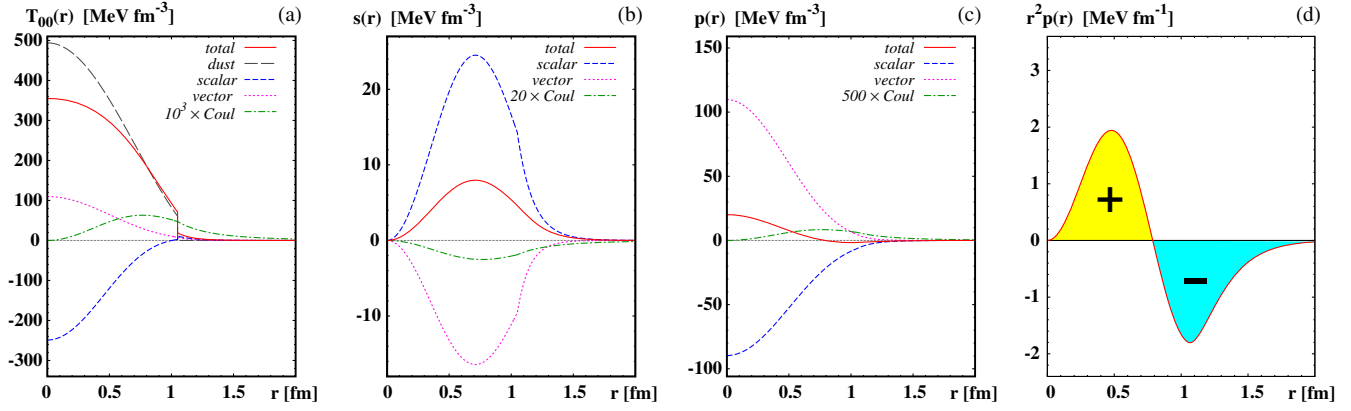 T₀₀(r) [MeV fm⁻³] (a)
total
dust
scalar
vector
10³ × Coul
500
400
300
200
100
0
-100
-200
-300
0 0.5 1 1.5 r [fm]
s(r) [MeV fm⁻³] (b)
total
scalar
vector
20 × Coul
20
10
0
-10
0 0.5 1 1.5 r [fm]
p(r) [MeV fm⁻³] (c)
total
scalar
vector
500 × Coul
150
100
50
0
-50
-100
0 0.5 1 1.5 r [fm]
r²p(r) [MeV fm⁻¹] (d)
3
2
1
0
-1
-2
+
−
0 0.5 1 1.5 r [fm]